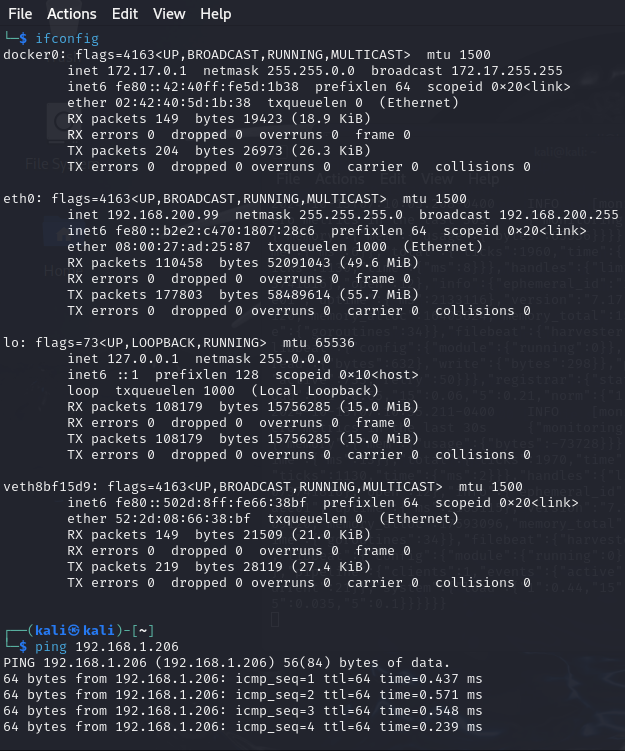 File Actions Edit View Help
└─$ ifconfig
docker0: flags=4163<UP,BROADCAST,RUNNING,MULTICAST>  mtu 1500
        inet 172.17.0.1  netmask 255.255.0.0  broadcast 172.17.255.255
        inet6 fe80::42:40ff:fe5d:1b38  prefixlen 64  scopeid 0×20<link>
        ether 02:42:40:5d:1b:38  txqueuelen 0  (Ethernet)
        RX packets 149  bytes 19423 (18.9 KiB)
        RX errors 0  dropped 0  overruns 0  frame 0
        TX packets 204  bytes 26973 (26.3 KiB)
        TX errors 0  dropped 0 overruns 0  carrier 0  collisions 0

eth0: flags=4163<UP,BROADCAST,RUNNING,MULTICAST>  mtu 1500
        inet 192.168.200.99  netmask 255.255.255.0  broadcast 192.168.200.255
        inet6 fe80::b2e2:c470:1807:28c6  prefixlen 64  scopeid 0×20<link>
        ether 08:00:27:ad:25:87  txqueuelen 1000  (Ethernet)
        RX packets 110458  bytes 52091043 (49.6 MiB)
        RX errors 0  dropped 0  overruns 0  frame 0
        TX packets 177803  bytes 58489614 (55.7 MiB)
        TX errors 0  dropped 0 overruns 0  carrier 0  collisions 0

lo: flags=73<UP,LOOPBACK,RUNNING>  mtu 65536
        inet 127.0.0.1  netmask 255.0.0.0
        inet6 ::1  prefixlen 128  scopeid 0×10<host>
        loop  txqueuelen 1000  (Local Loopback)
        RX packets 108179  bytes 15756285 (15.0 MiB)
        RX errors 0  dropped 0  overruns 0  frame 0
        TX packets 108179  bytes 15756285 (15.0 MiB)
        TX errors 0  dropped 0 overruns 0  carrier 0  collisions 0

veth8bf15d9: flags=4163<UP,BROADCAST,RUNNING,MULTICAST>  mtu 1500
        inet6 fe80::502d:8ff:fe66:38bf  prefixlen 64  scopeid 0×20<link>
        ether 52:2d:08:66:38:bf  txqueuelen 0  (Ethernet)
        RX packets 149  bytes 21509 (21.0 KiB)
        RX errors 0  dropped 0  overruns 0  frame 0
        TX packets 219  bytes 28119 (27.4 KiB)
        TX errors 0  dropped 0 overruns 0  carrier 0  collisions 0

┌──(kali㉿kali)-[~]
└─$ ping 192.168.1.206
PING 192.168.1.206 (192.168.1.206) 56(84) bytes of data.
64 bytes from 192.168.1.206: icmp_seq=1 ttl=64 time=0.437 ms
64 bytes from 192.168.1.206: icmp_seq=2 ttl=64 time=0.571 ms
64 bytes from 192.168.1.206: icmp_seq=3 ttl=64 time=0.548 ms
64 bytes from 192.168.1.206: icmp_seq=4 ttl=64 time=0.239 ms